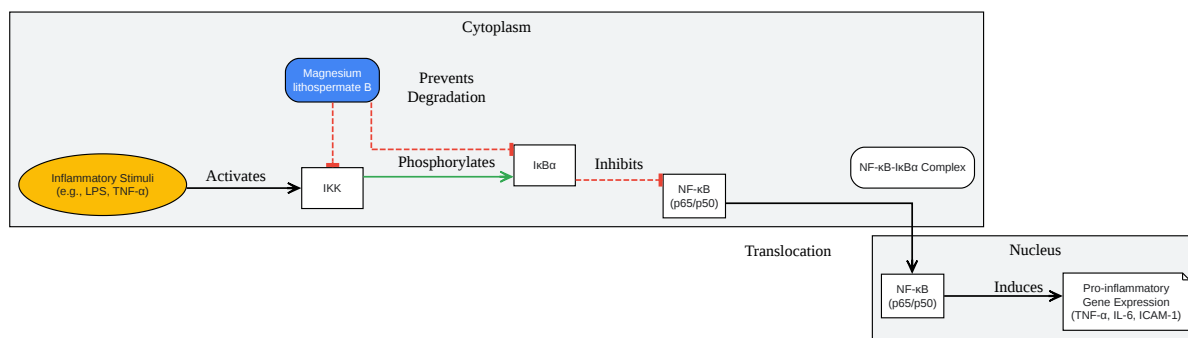 Cytoplasm
Magnesium
lithospermate B
Prevents
Degradation
Inflammatory Stimuli
(e.g., LPS, TNF-α)
Activates
IKK
Phosphorylates
IκBα
Inhibits
NF-κB
(p65/p50)
NF-κB-IκBα Complex
Translocation
Nucleus
NF-κB
(p65/p50)
Induces
Pro-inflammatory
Gene Expression
(TNF-α, IL-6, ICAM-1)